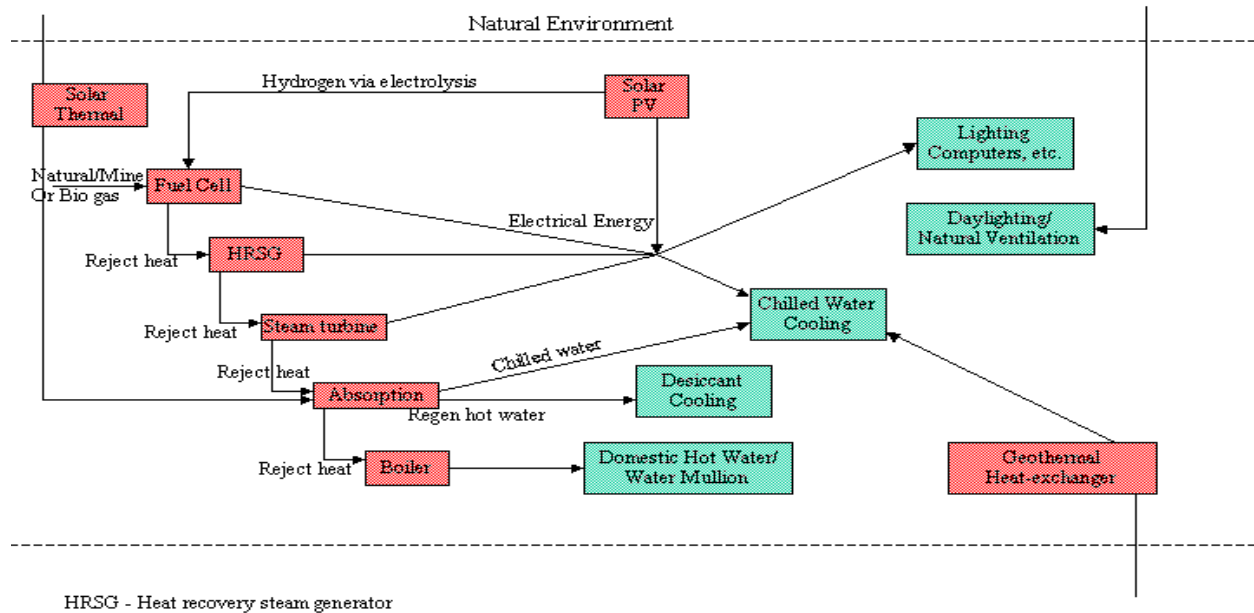 Natural Environment
Hydrogen via electrolysis
Solar
Thermal
Solar
PV
Lighting
Computers, etc.
Natural/Mine
Or Bio gas
Fuel Cell
Electrical Energy
Daylighting/
Natural Ventilation
Reject heat
HRSG
Chilled Water
Cooling
Reject heat
Steam turbine
Chilled water
Reject heat
Absorption
Regen hot water
Desiccant
Cooling
Reject heat
Boiler
Domestic Hot Water/
Water Mullion
Geothermal
Heat-exchanger
HRSG - Heat recovery steam generator